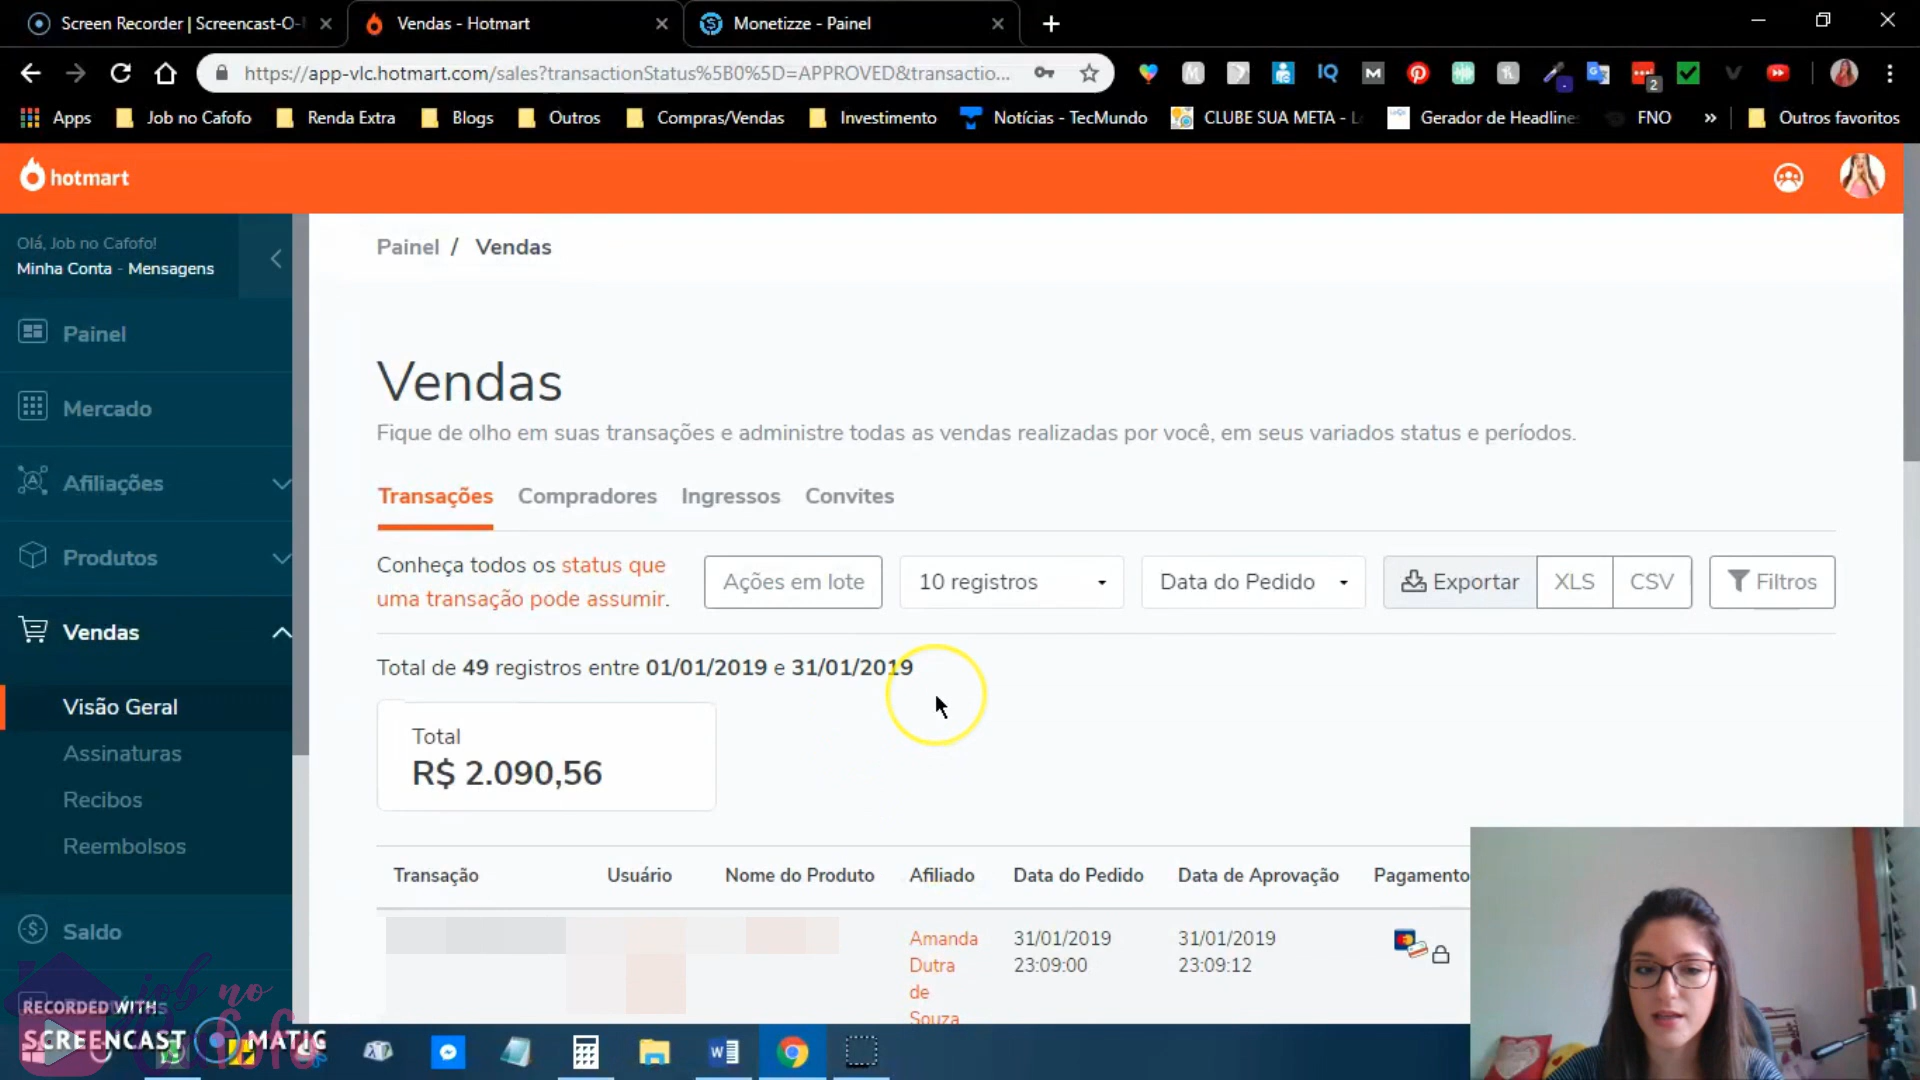 Screen Recorder | Screencast-O-
Vendas - Hotmart
Monetizze - Painel
https://app-vlc.hotmart.com/sales?transactionStatus%5B0%5D=APPROVED&transactio...
Apps
Job no Cafofo
Renda Extra
Blogs
Outros
Compras/Vendas
Investimento
Notícias - TecMundo
CLUBE SUA META - L
Gerador de Headline
FNO
»
Outros favoritos
hotmart
Olá, Job no Cafofo!
Minha Conta - Mensagens
Painel
Mercado
Afiliações
Produtos
Vendas
Visão Geral
Assinaturas
Recibos
Reembolsos
Saldo
Painel / Vendas
Vendas
Fique de olho em suas transações e administre todas as vendas realizadas por você, em seus variados status e períodos.
Transações Compradores Ingressos Convites
Conheça todos os status que
uma transação pode assumir.
Ações em lote
10 registros
Data do Pedido
Exportar
XLS
CSV
Filtros
Total de 49 registros entre 01/01/2019 e 31/01/2019
Total
R$ 2.090,56
Transação Usuário Nome do Produto Afiliado Data do Pedido Data de Aprovação Pagamento
Amanda
Dutra
de
Souza
31/01/2019
23:09:00
31/01/2019
23:09:12
RECORDED WITH
SCREENCAST MATIC
job no
Cafofo